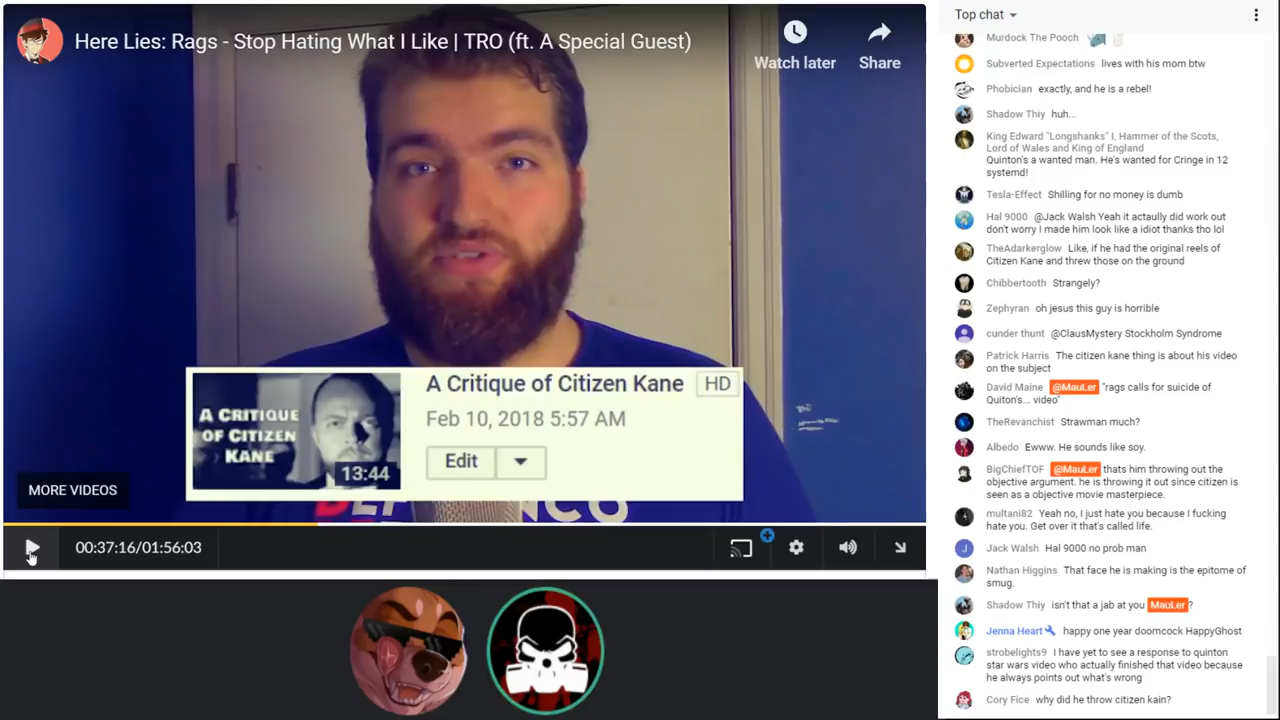 Here Lies: Rags - Stop Hating What I Like | TRO (ft. A Special Guest)
Watch later
Share
A CRITIQUE
OF CITIZEN
KANE
13:44
A Critique of Citizen Kane
HD
Feb 10, 2018 5:57 AM
Edit
MORE VIDEOS
00:37:16/01:56:03
Top chat
Murdock The Pooch
Subverted Expectations lives with his mom btw
Phobician exactly, and he is a rebel!
Shadow Thiy huh...
King Edward "Longshanks" I, Hammer of the Scots,
Lord of Wales and King of England
Quinton's a wanted man. He's wanted for Cringe in 12
systemd!
Tesla-Effect Shilling for no money is dumb
Hal 9000 @Jack Walsh Yeah it actaully did work out
don't worry I made him look like a idiot thanks tho lol
TheAdarkerglow Like, if he had the original reels of
Citizen Kane and threw those on the ground
Chibbertooth Strangely?
Zephyran oh jesus this guy is horrible
cunder thunt @ClausMystery Stockholm Syndrome
Patrick Harris The citizen kane thing is about his video
on the subject
David Maine @MauLer "rags calls for suicide of
Quiton's... video"
TheRevanchist Strawman much?
Albedo Ewww. He sounds like soy.
BigChiefTOF @MauLer thats him throwing out the
objective argument. he is throwing it out since citizen is
seen as a objective movie masterpiece.
multani82 Yeah no, I just hate you because I fucking
hate you. Get over it that's called life.
Jack Walsh Hal 9000 no prob man
Nathan Higgins That face he is making is the epitome of
smug.
Shadow Thiy isn't that a jab at you MauLer ?
Jenna Heart happy one year doomcock HappyGhost
strobelights9 I have yet to see a response to quinton
star wars video who actually finished that video because
he always points out what's wrong
Cory Fice why did he throw citizen kain?